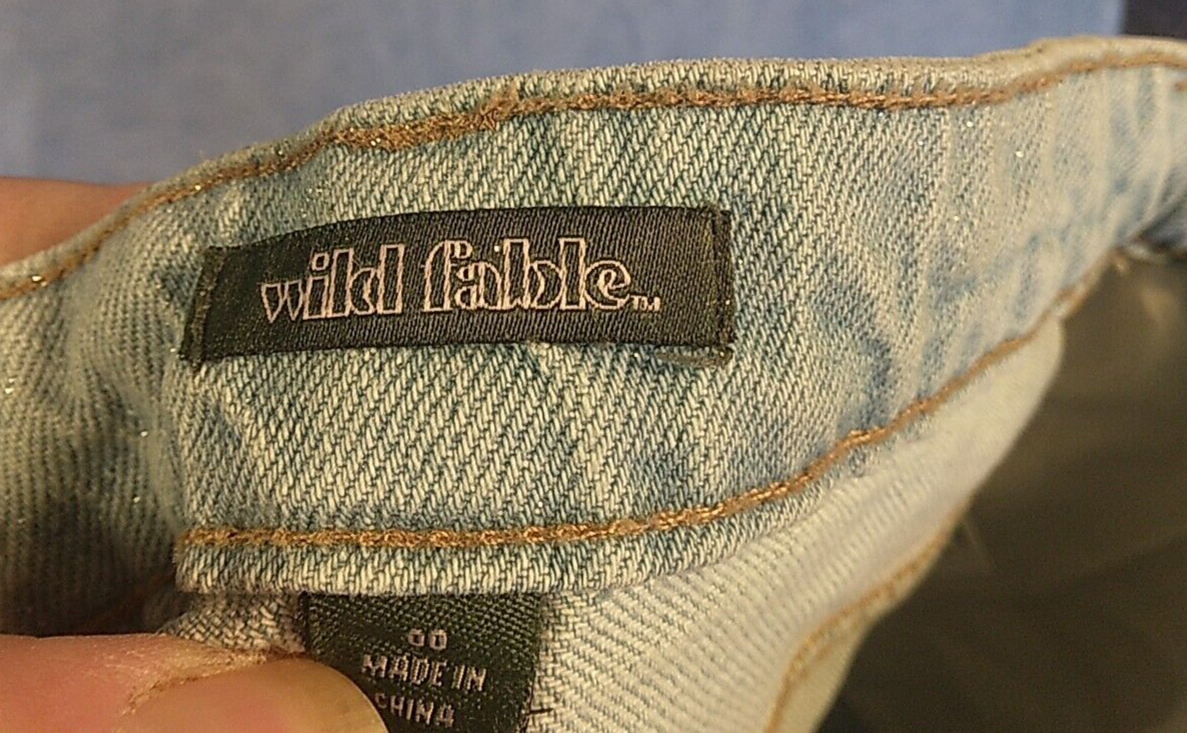 wild fable™
00
MADE IN
CHINA